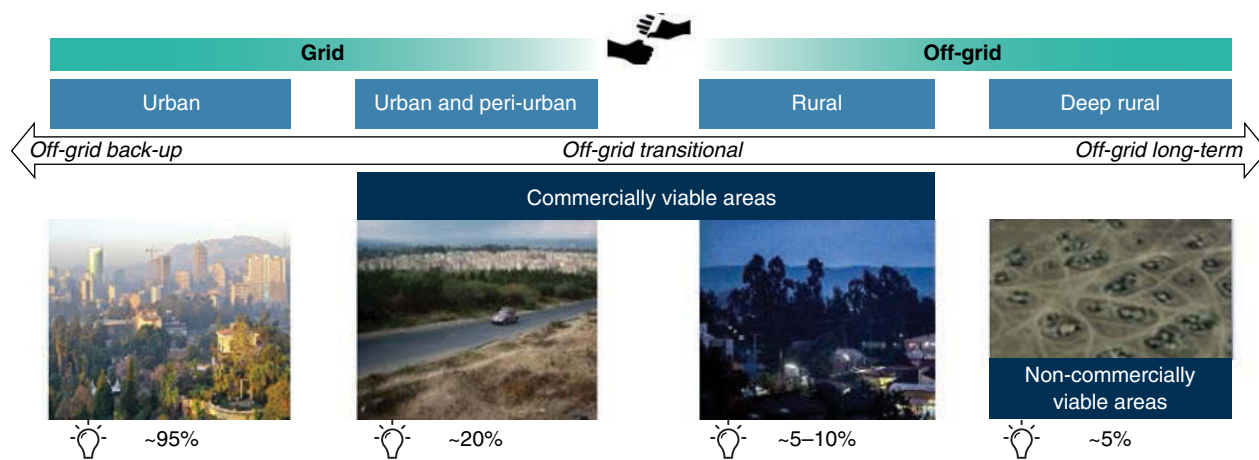 Grid
Off-grid
Urban
Urban and peri-urban
Rural
Deep rural
Off-grid back-up
Off-grid transitional
Off-grid long-term
Commercially viable areas
Non-commercially
viable areas
~95%
~20%
~5–10%
~5%